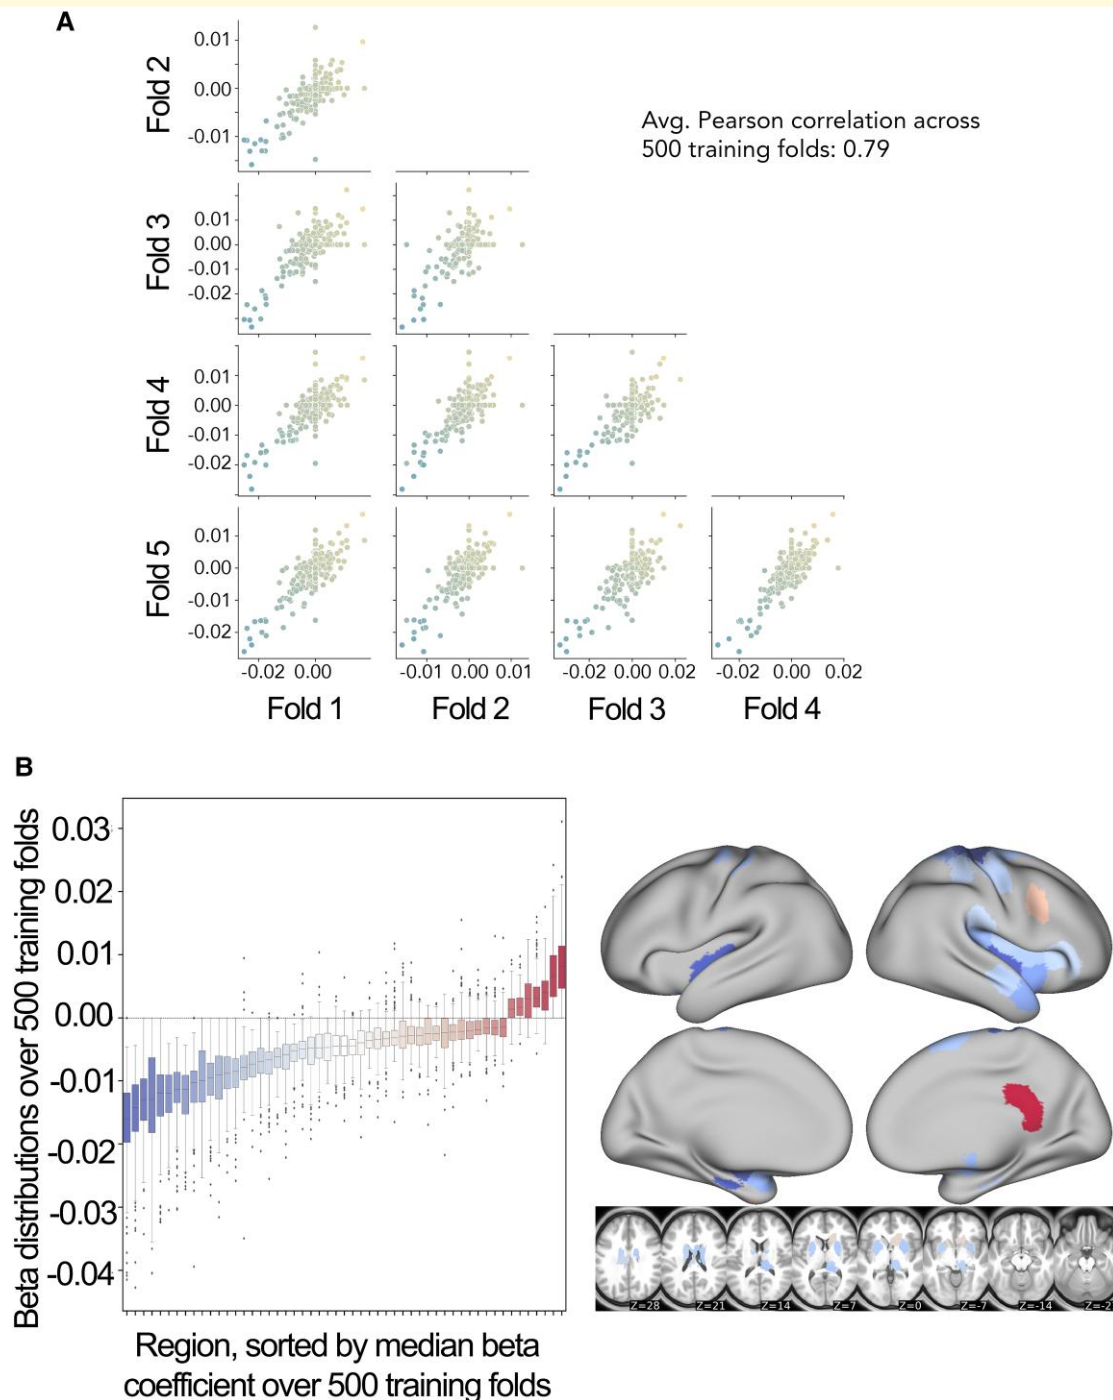 A
Fold 2
0.01
0.00
-0.01
Avg. Pearson correlation across
500 training folds: 0.79
Fold 3
0.01
0.00
-0.01
-0.02
Fold 4
0.01
0.00
-0.01
-0.02
Fold 5
0.01
0.00
-0.01
-0.02
-0.02 0.00 -0.01 0.00 0.01 -0.02 0.00 0.02 -0.02 0.00 0.02
Fold 1 Fold 2 Fold 3 Fold 4
B
Beta distributions over 500 training folds
0.03
0.02
0.01
0.00
-0.01
-0.02
-0.03
-0.04
Z=28 Z=21 Z=14 Z=7 Z=0 Z=-7 Z=-14
Region, sorted by median beta
coefficient over 500 training folds